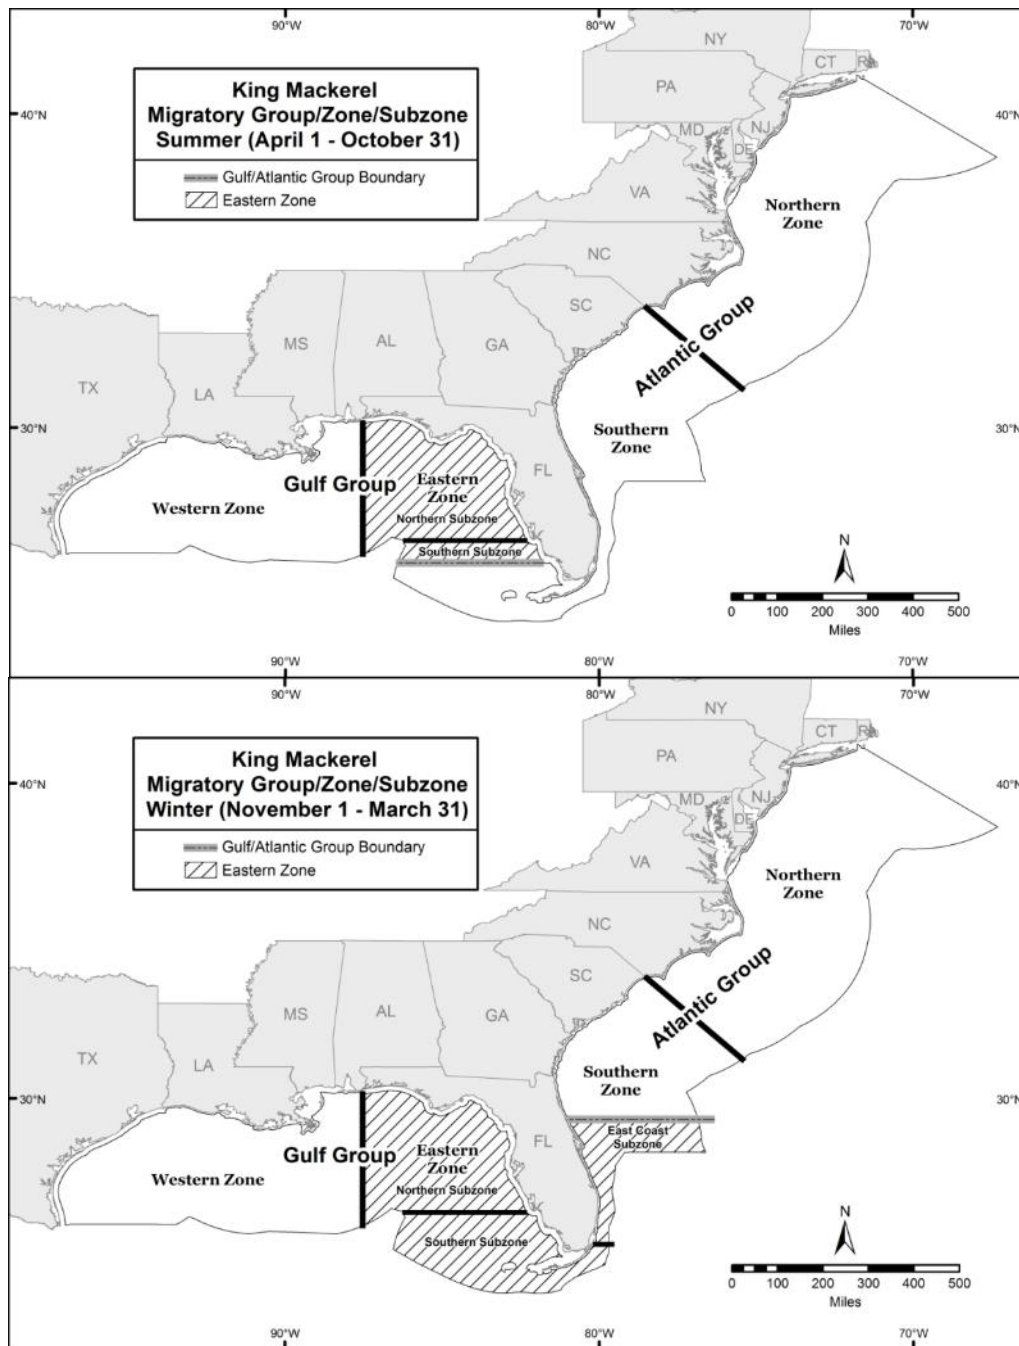 90°W
80°W
70°W
King Mackerel
Migratory Group/Zone/Subzone
Summer (April 1 - October 31)
Gulf/Atlantic Group Boundary
Eastern Zone
NY
CT
RI
PA
40°N
40°N
NJ
MD
DE
VA
Northern
Zone
NC
SC
Atlantic Group
MS
AL
GA
TX
LA
30°N
30°N
Southern
Zone
FL
Gulf Group
Eastern
Zone
Western Zone
Northern Subzone
Southern Subzone
N
0 100 200 300 400 500
Miles
90°W
80°W
70°W
90°W
80°W
70°W
King Mackerel
Migratory Group/Zone/Subzone
Winter (November 1 - March 31)
Gulf/Atlantic Group Boundary
Eastern Zone
NY
CT
PA
40°N
40°N
NJ
MD
DE
VA
Northern
Zone
NC
SC
Atlantic Group
MS
AL
GA
TX
LA
Southern
Zone
30°N
30°N
East Coast
Subzone
FL
Gulf Group
Eastern
Zone
Western Zone
Northern Subzone
Southern Subzone
N
0 100 200 300 400 500
Miles
90°W
80°W
70°W